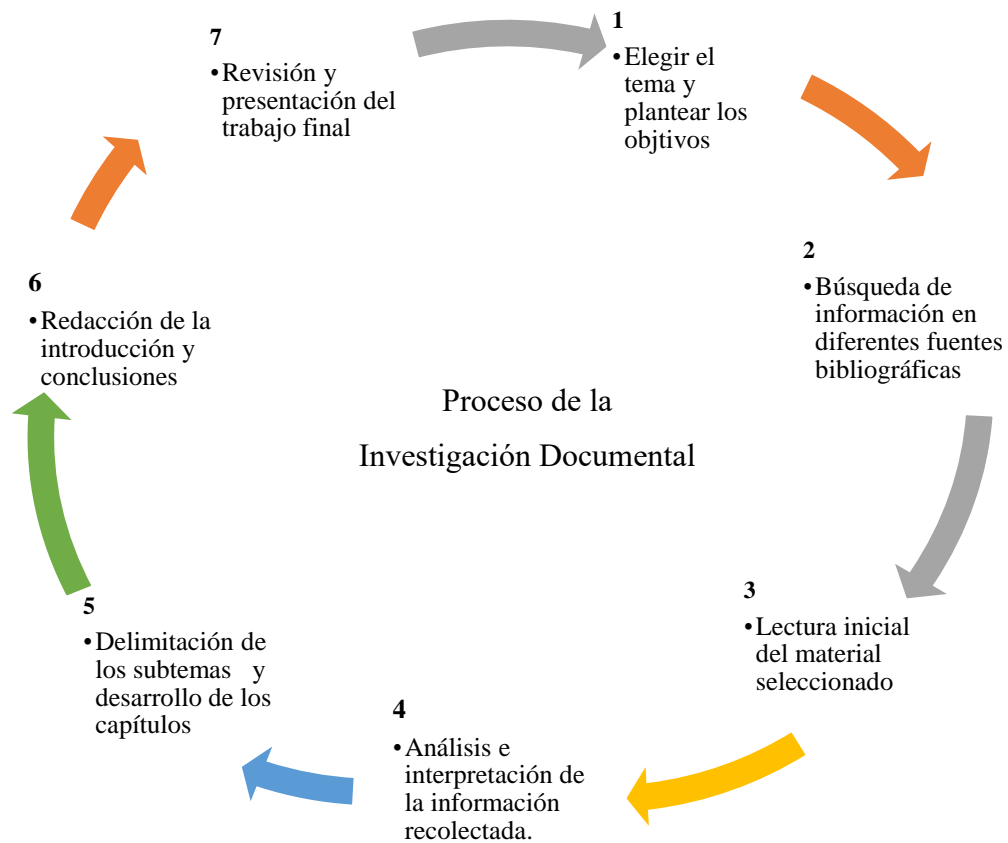 1
•Elegir el
tema y
plantear los
objtivos
2
•Búsqueda de
información en
diferentes fuentes
bibliográficas
3
•Lectura inicial
del material
seleccionado
4
•Análisis e
interpretación de
la información
recolectada.
5
•Delimitación de
los subtemas y
desarrollo de los
capítulos
6
•Redacción de la
introducción y
conclusiones
7
•Revisión y
presentación del
trabajo final
Proceso de la
Investigación Documental